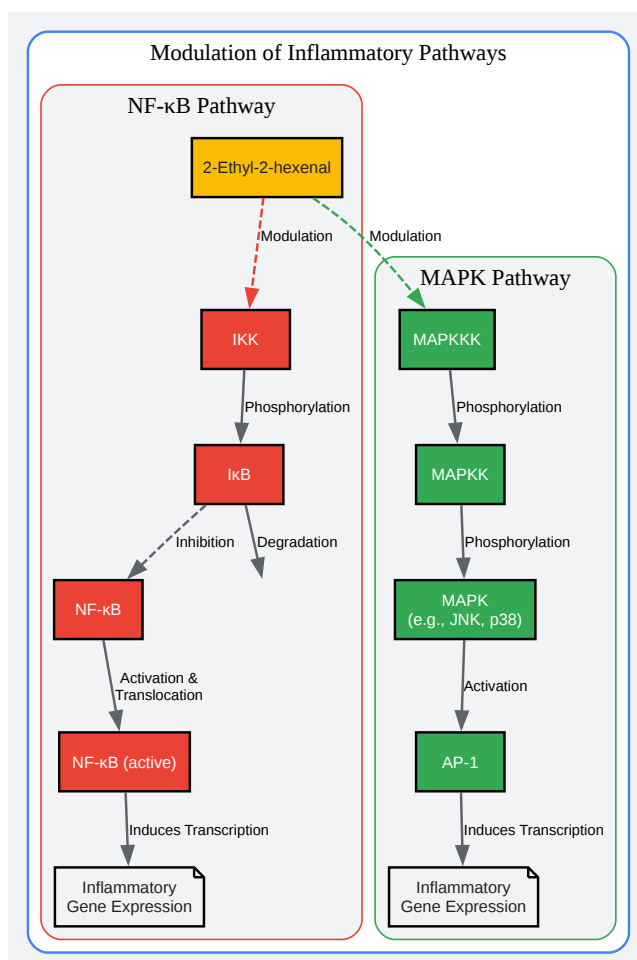 Modulation of Inflammatory Pathways
NF-κB Pathway
2-Ethyl-2-hexenal
Modulation
Modulation
MAPK Pathway
IKK
MAPKKK
Phosphorylation
Phosphorylation
IκB
MAPKK
Inhibition
Degradation
Phosphorylation
NF-κB
MAPK
(e.g., JNK, p38)
Activation &
Translocation
Activation
NF-κB (active)
AP-1
Induces Transcription
Induces Transcription
Inflammatory
Gene Expression
Inflammatory
Gene Expression